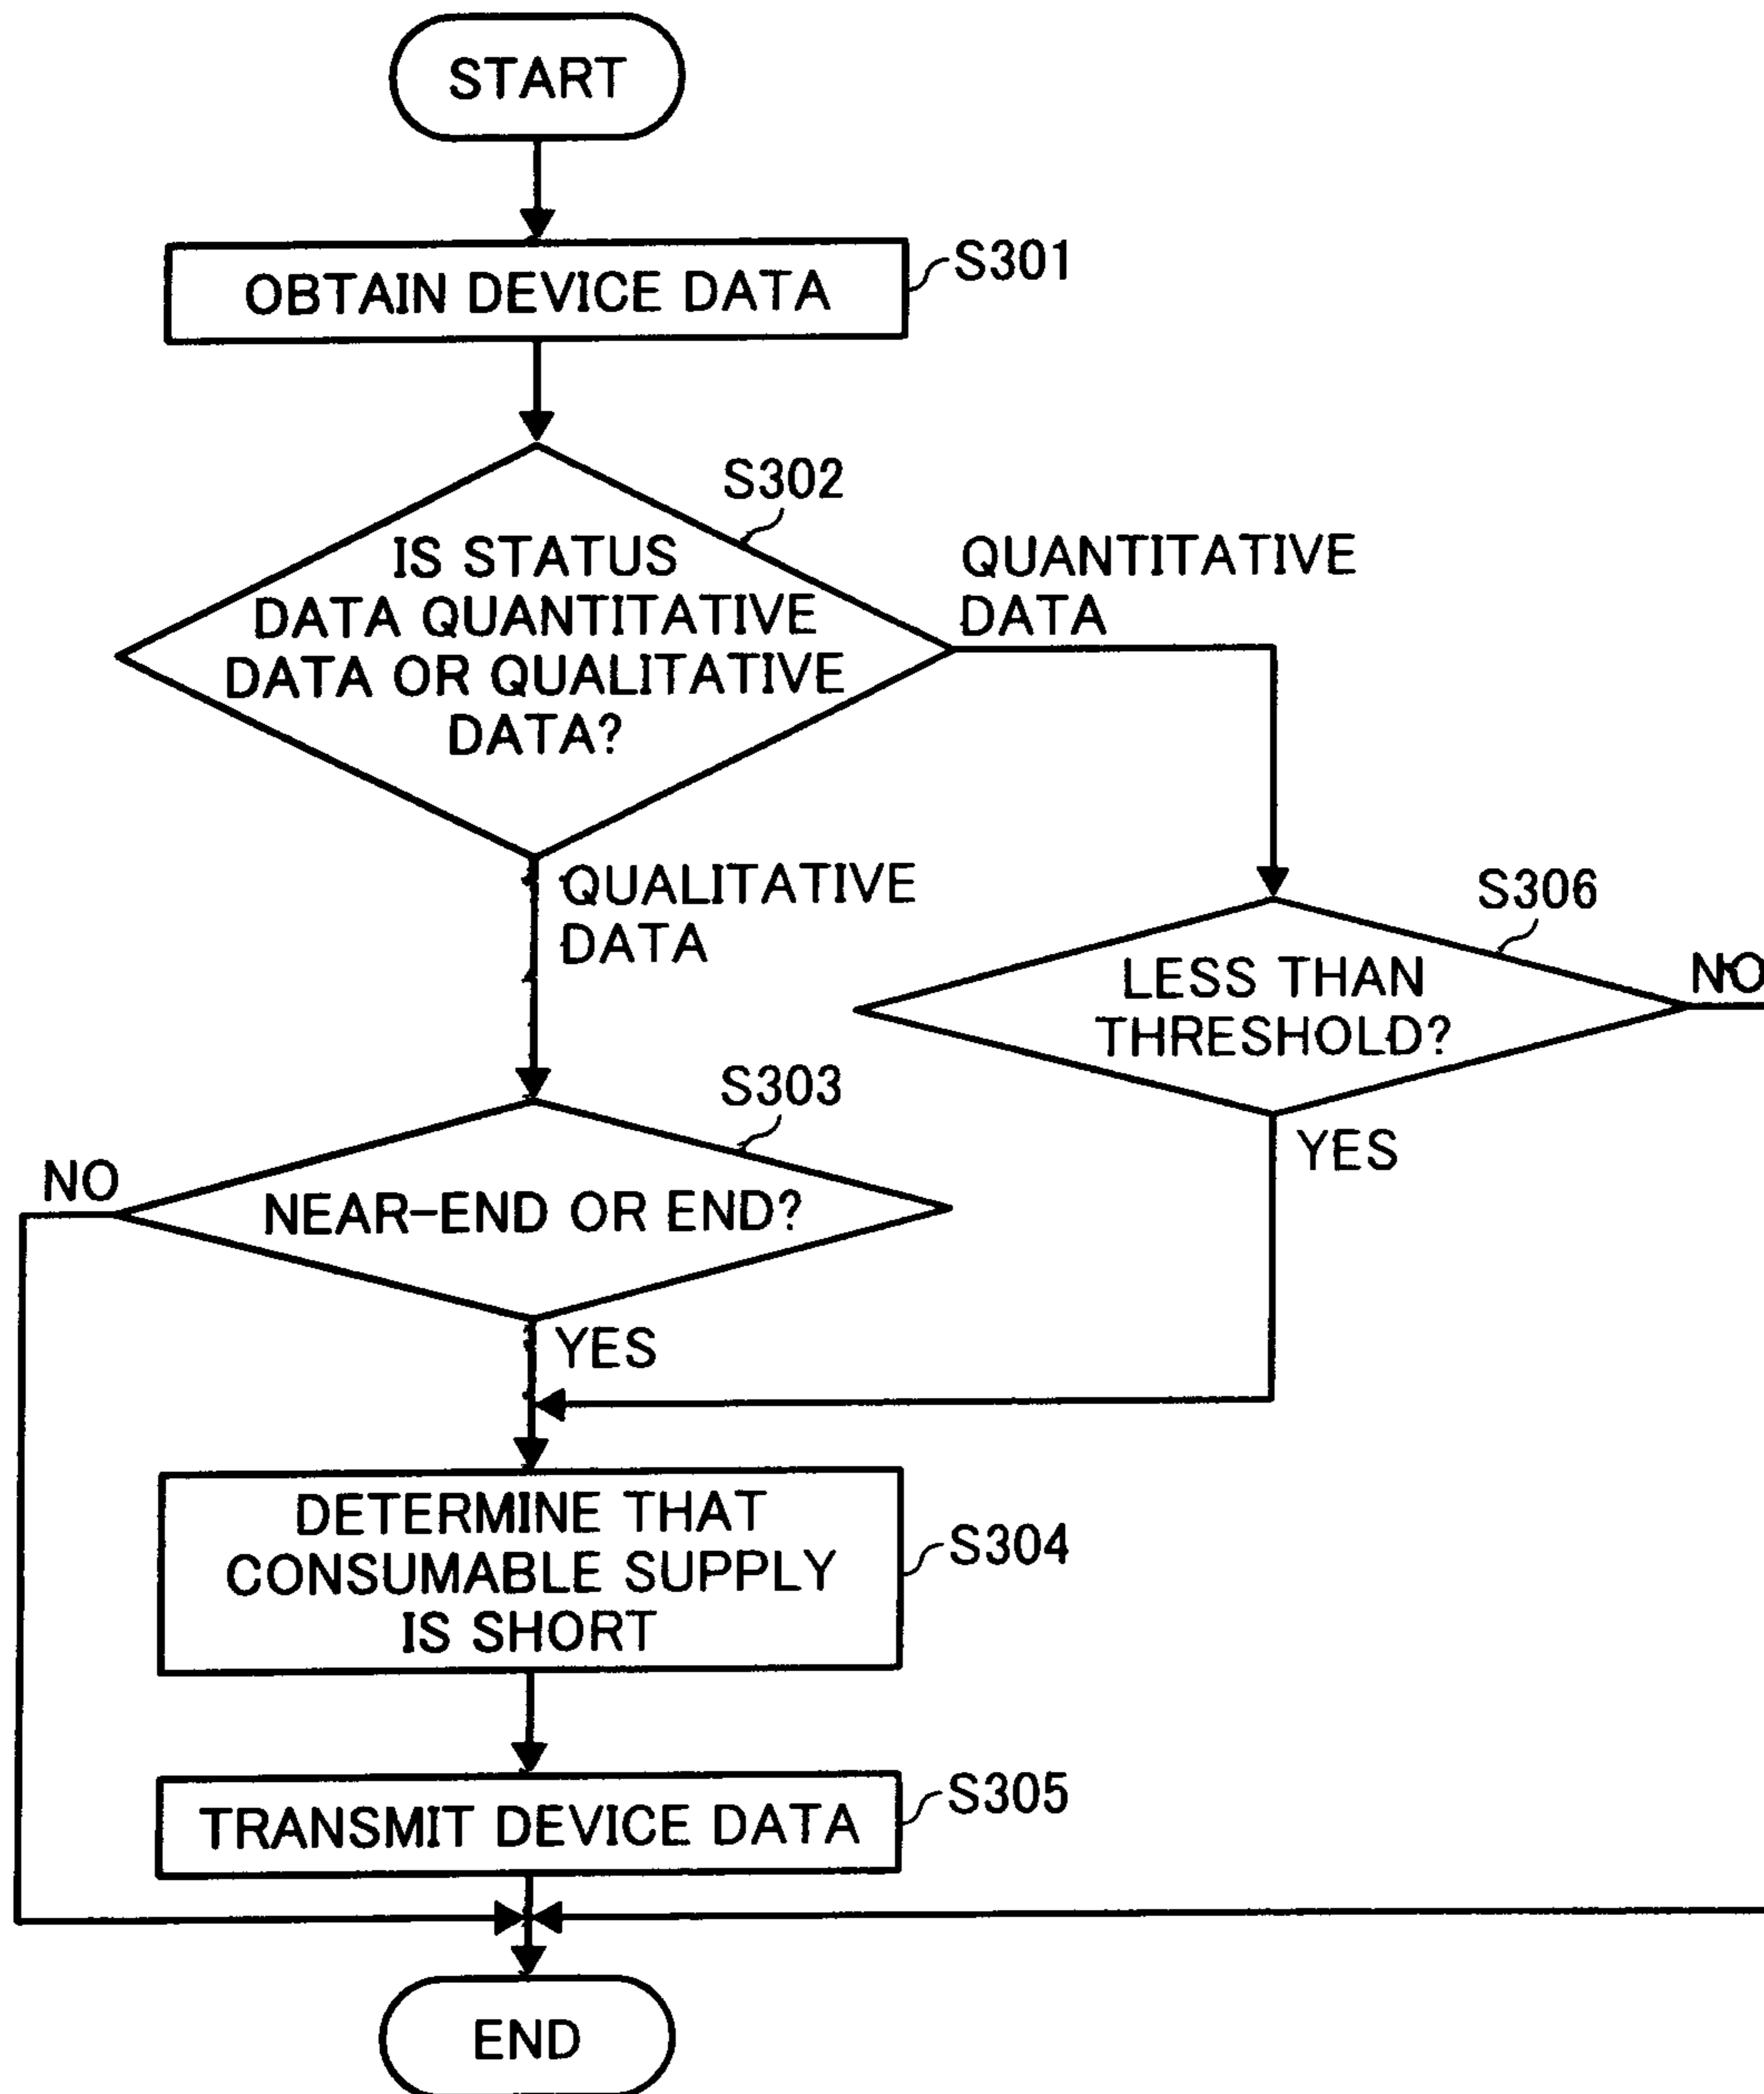 START
OBTAIN DEVICE DATA
S301
S302
IS STATUS
DATA QUANTITATIVE
DATA OR QUALITATIVE
DATA?
QUANTITATIVE
DATA
QUALITATIVE
DATA
S306
LESS THAN
THRESHOLD?
NO
YES
S303
NO
NEAR-END OR END?
YES
DETERMINE THAT
CONSUMABLE SUPPLY
IS SHORT
S304
TRANSMIT DEVICE DATA
S305
END